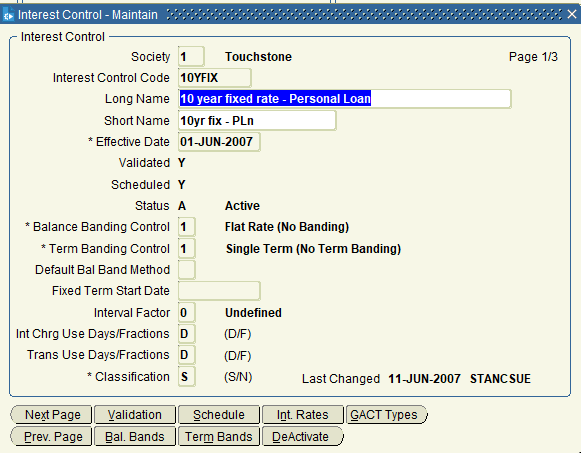 Interest Control - Maintain
Interest Control
Society 1 Touchstone Page 1/3
Interest Control Code 10YFIX
Long Name 10 year fixed rate - Personal Loan
Short Name 10yr fix - PLn
* Effective Date 01-JUN-2007
Validated Y
Scheduled Y
Status A Active
* Balance Banding Control 1 Flat Rate (No Banding)
* Term Banding Control 1 Single Term (No Term Banding)
Default Bal Band Method
Fixed Term Start Date
Interval Factor 0 Undefined
Int Chrg Use Days/Fractions D (D/F)
Trans Use Days/Fractions D (D/F)
* Classification S (S/N) Last Changed 11-JUN-2007 STANCSUE
Next Page Validation Schedule Int. Rates GACT Types
Prev. Page Bal. Bands Term Bands DeActivate